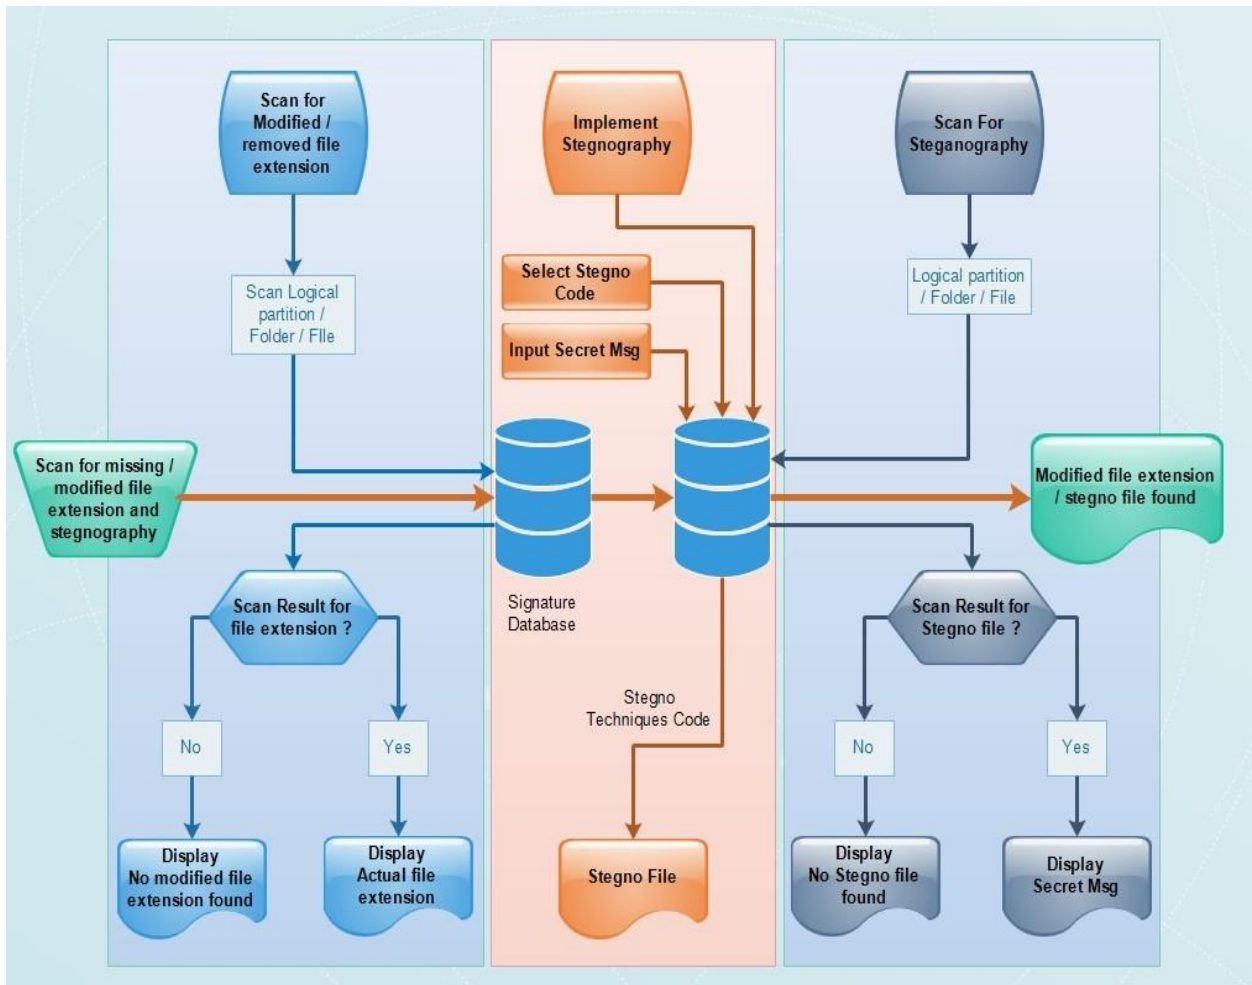 Scan for
Modified /
removed file
extension
Implement
Stegnography
Scan For
Steganography
Scan Logical
partition /
Folder / FIle
Select Stegno
Code
Input Secret Msg
Logical partition
/ Folder / File
Scan for missing /
modified file
extension and
stegnography
Modified file extension
/ stegno file found
Signature
Database
Scan Result for
file extension ?
Scan Result for
Stegno file ?
Stegno
Techniques Code
No
Yes
No
Yes
Display
No modified file
extension found
Display
Actual file
extension
Stegno File
Display
No Stegno file
found
Display
Secret Msg